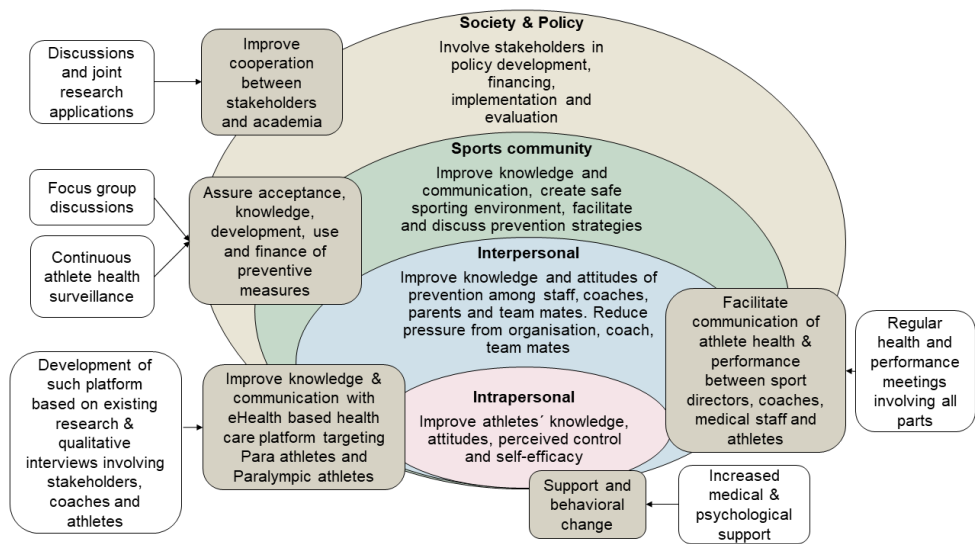 Society & Policy
Involve stakeholders in
policy development,
financing,
implementation and
evaluation
Discussions
and joint
research
applications
Improve
cooperation
between
stakeholders
and academia
Sports community
Improve knowledge and
communication, create safe
sporting environment, facilitate
and discuss prevention strategies
Focus group
discussions
Continuous
athlete health
surveillance
Assure acceptance,
knowledge,
development, use
and finance of
preventive
measures
Interpersonal
Improve knowledge and attitudes of
prevention among staff, coaches,
parents and team mates. Reduce
pressure from organisation, coach,
team mates
Facilitate
communication of
athlete health &
performance
between sport
directors, coaches,
medical staff and
athletes
Regular
health and
performance
meetings
involving all
parts
Development of
such platform
based on existing
research &
qualitative
interviews involving
stakeholders,
coaches and
athletes
Improve knowledge &
communication with
eHealth based health
care platform targeting
Para athletes and
Paralympic athletes
Intrapersonal
Improve athletes´ knowledge,
attitudes, perceived control
and self-efficacy
Support and
behavioral
change
Increased
medical &
psychological
support